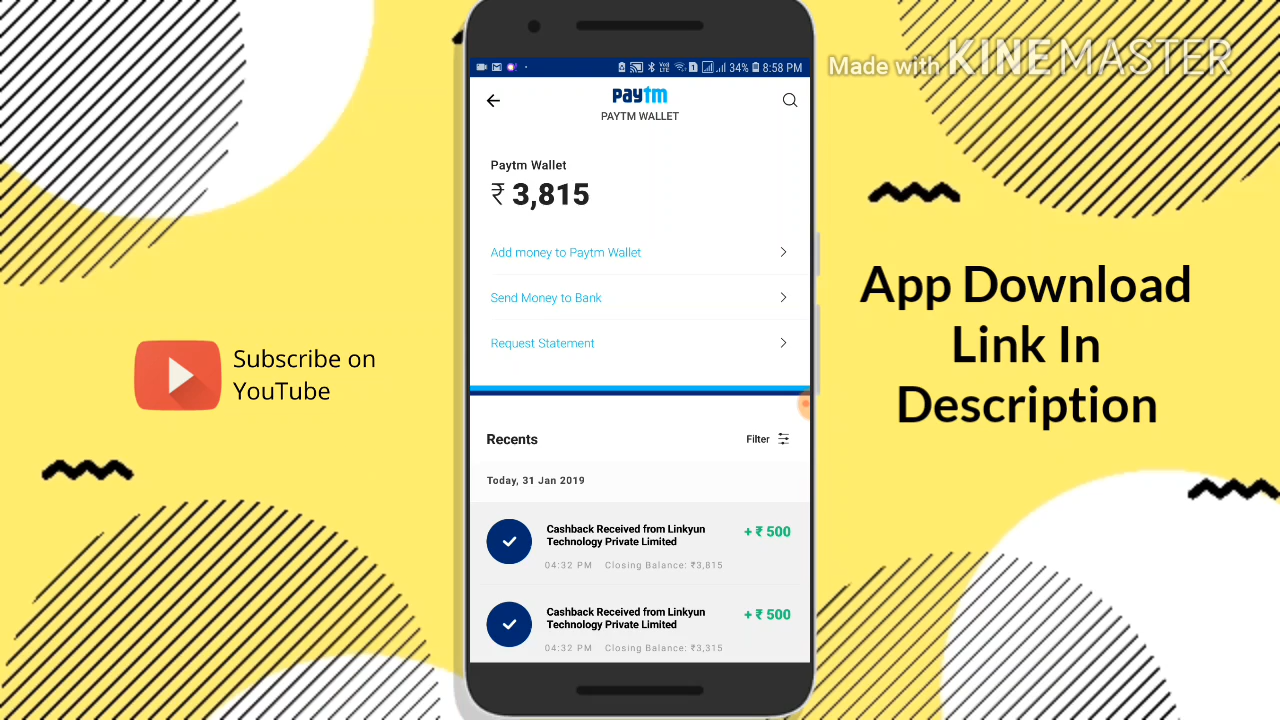 34% 8:58 PM
Made with KINEMASTER
paytm
PAYTM WALLET
Paytm Wallet
₹ 3,815
Add money to Paytm Wallet
Send Money to Bank
Request Statement
Subscribe on
YouTube
App Download
Link In
Description
Recents
Filter
Today, 31 Jan 2019
Cashback Received from Linkyun
Technology Private Limited
+ ₹ 500
04:32 PM Closing Balance: ₹3,815
Cashback Received from Linkyun
Technology Private Limited
+ ₹ 500
04:32 PM Closing Balance: ₹3,315